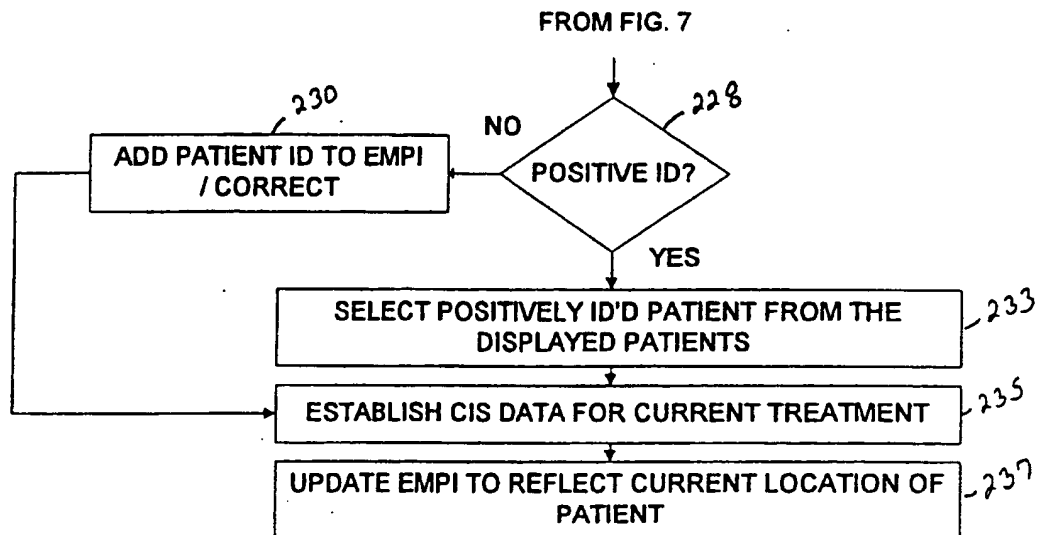 FROM FIG. 7
228
230
NO
ADD PATIENT ID TO EMPI
/ CORRECT
POSITIVE ID?
YES
SELECT POSITIVELY ID'D PATIENT FROM THE
DISPLAYED PATIENTS
233
ESTABLISH CIS DATA FOR CURRENT TREATMENT
235
UPDATE EMPI TO REFLECT CURRENT LOCATION OF
PATIENT
237